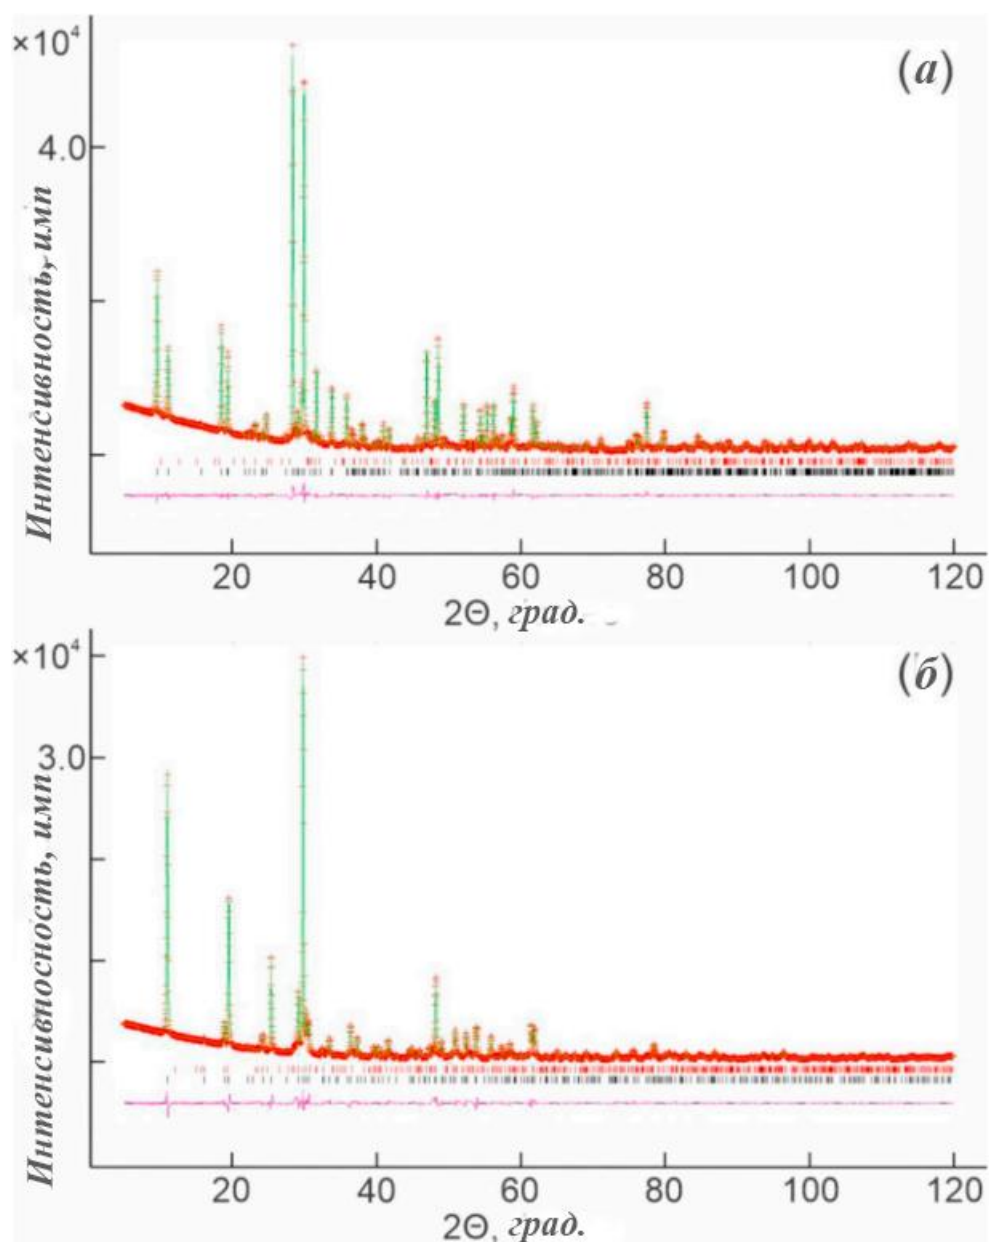 ×10⁴
(а)
4.0
Интенсивность, имп
20 40 60 80 100 120
2Θ, град.
×10⁴
(б)
3.0
Интенсивносность, имп
20 40 60 80 100 120
2Θ, град.